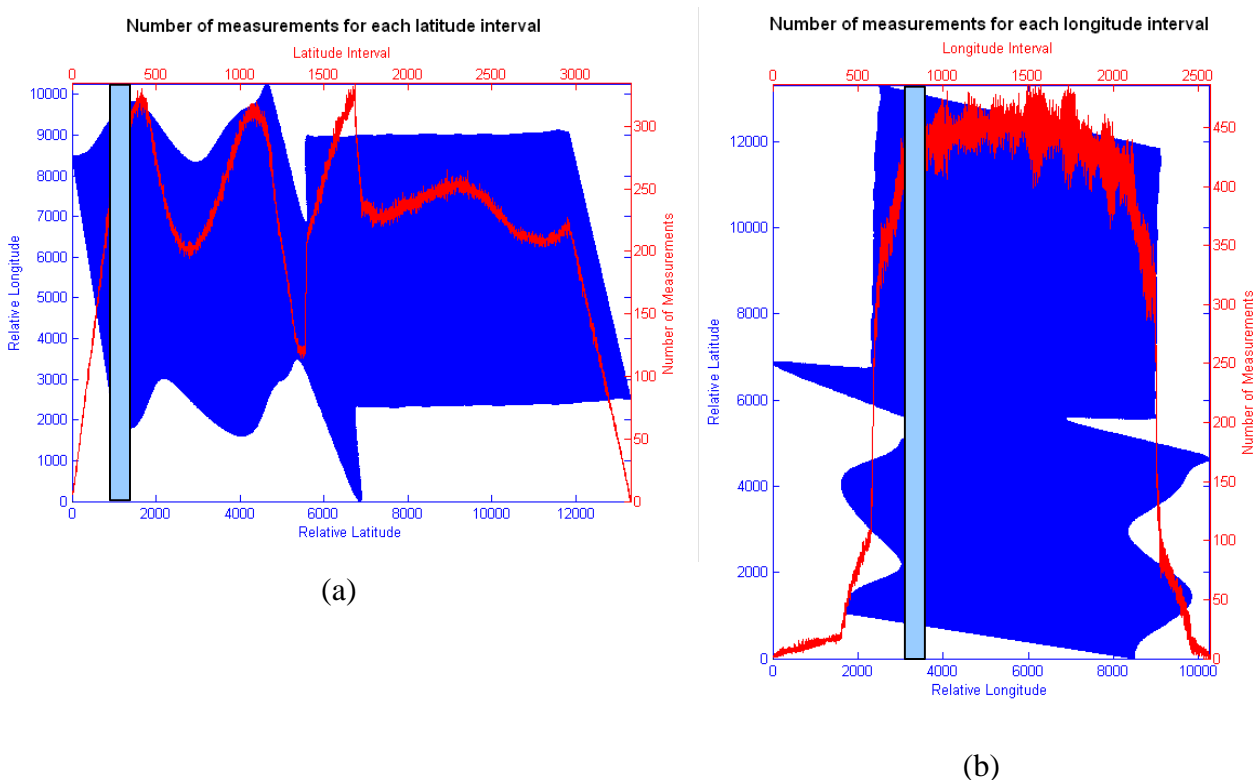 Number of measurements for each latitude interval
Latitude Interval
0 500 1000 1500 2000 2500 3000
10000
9000
8000
7000
6000
5000
4000
3000
2000
1000
0
Relative Longitude
300
250
200
150
100
50
0
Number of Measurements
0 2000 4000 6000 8000 10000 12000
Relative Latitude
(a)
Number of measurements for each longitude interval
Longitude Interval
0 500 1000 1500 2000 2500
12000
10000
8000
6000
4000
2000
0
Relative Latitude
450
400
350
300
250
200
150
100
50
0
Number of Measurements
0 2000 4000 6000 8000 10000
Relative Longitude
(b)